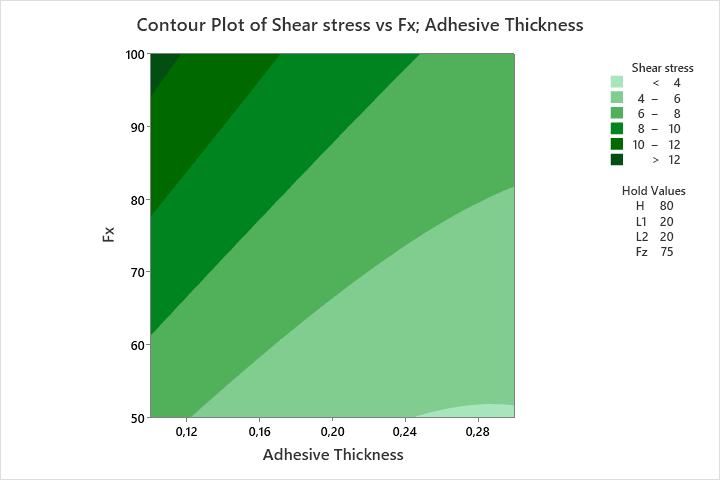 Contour Plot of Shear stress vs Fx; Adhesive Thickness
100
90
80
70
60
50
Fx
0,12 0,16 0,20 0,24 0,28
Adhesive Thickness
Shear stress
< 4
4 – 6
6 – 8
8 – 10
10 – 12
> 12
Hold Values
H 80
L1 20
L2 20
Fz 75